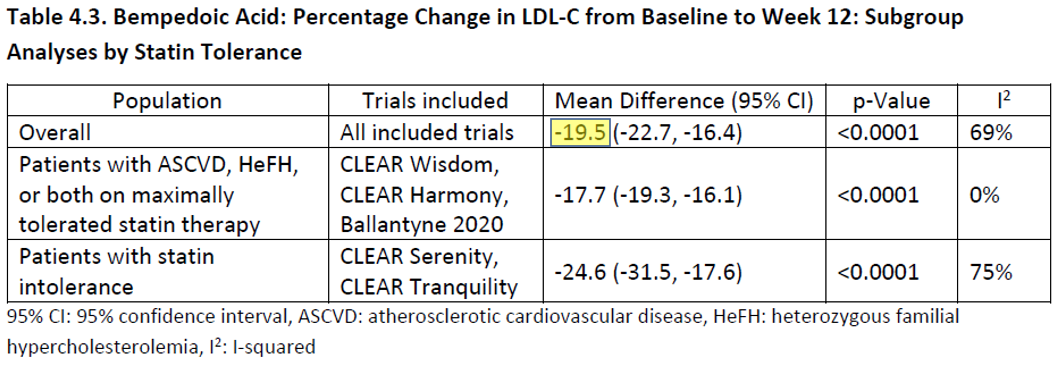 Table 4.3. Bempedoic Acid: Percentage Change in LDL-C from Baseline to Week 12: Subgroup
Analyses by Statin Tolerance
Population Trials included Mean Difference (95% CI) p-Value I²
Overall All included trials -19.5 (-22.7, -16.4) <0.0001 69%
Patients with ASCVD, HeFH,
or both on maximally
tolerated statin therapy
CLEAR Wisdom,
CLEAR Harmony,
Ballantyne 2020
-17.7 (-19.3, -16.1) <0.0001 0%
Patients with statin
intolerance
CLEAR Serenity,
CLEAR Tranquility
-24.6 (-31.5, -17.6) <0.0001 75%
95% CI: 95% confidence interval, ASCVD: atherosclerotic cardiovascular disease, HeFH: heterozygous familial
hypercholesterolemia, I²: I-squared